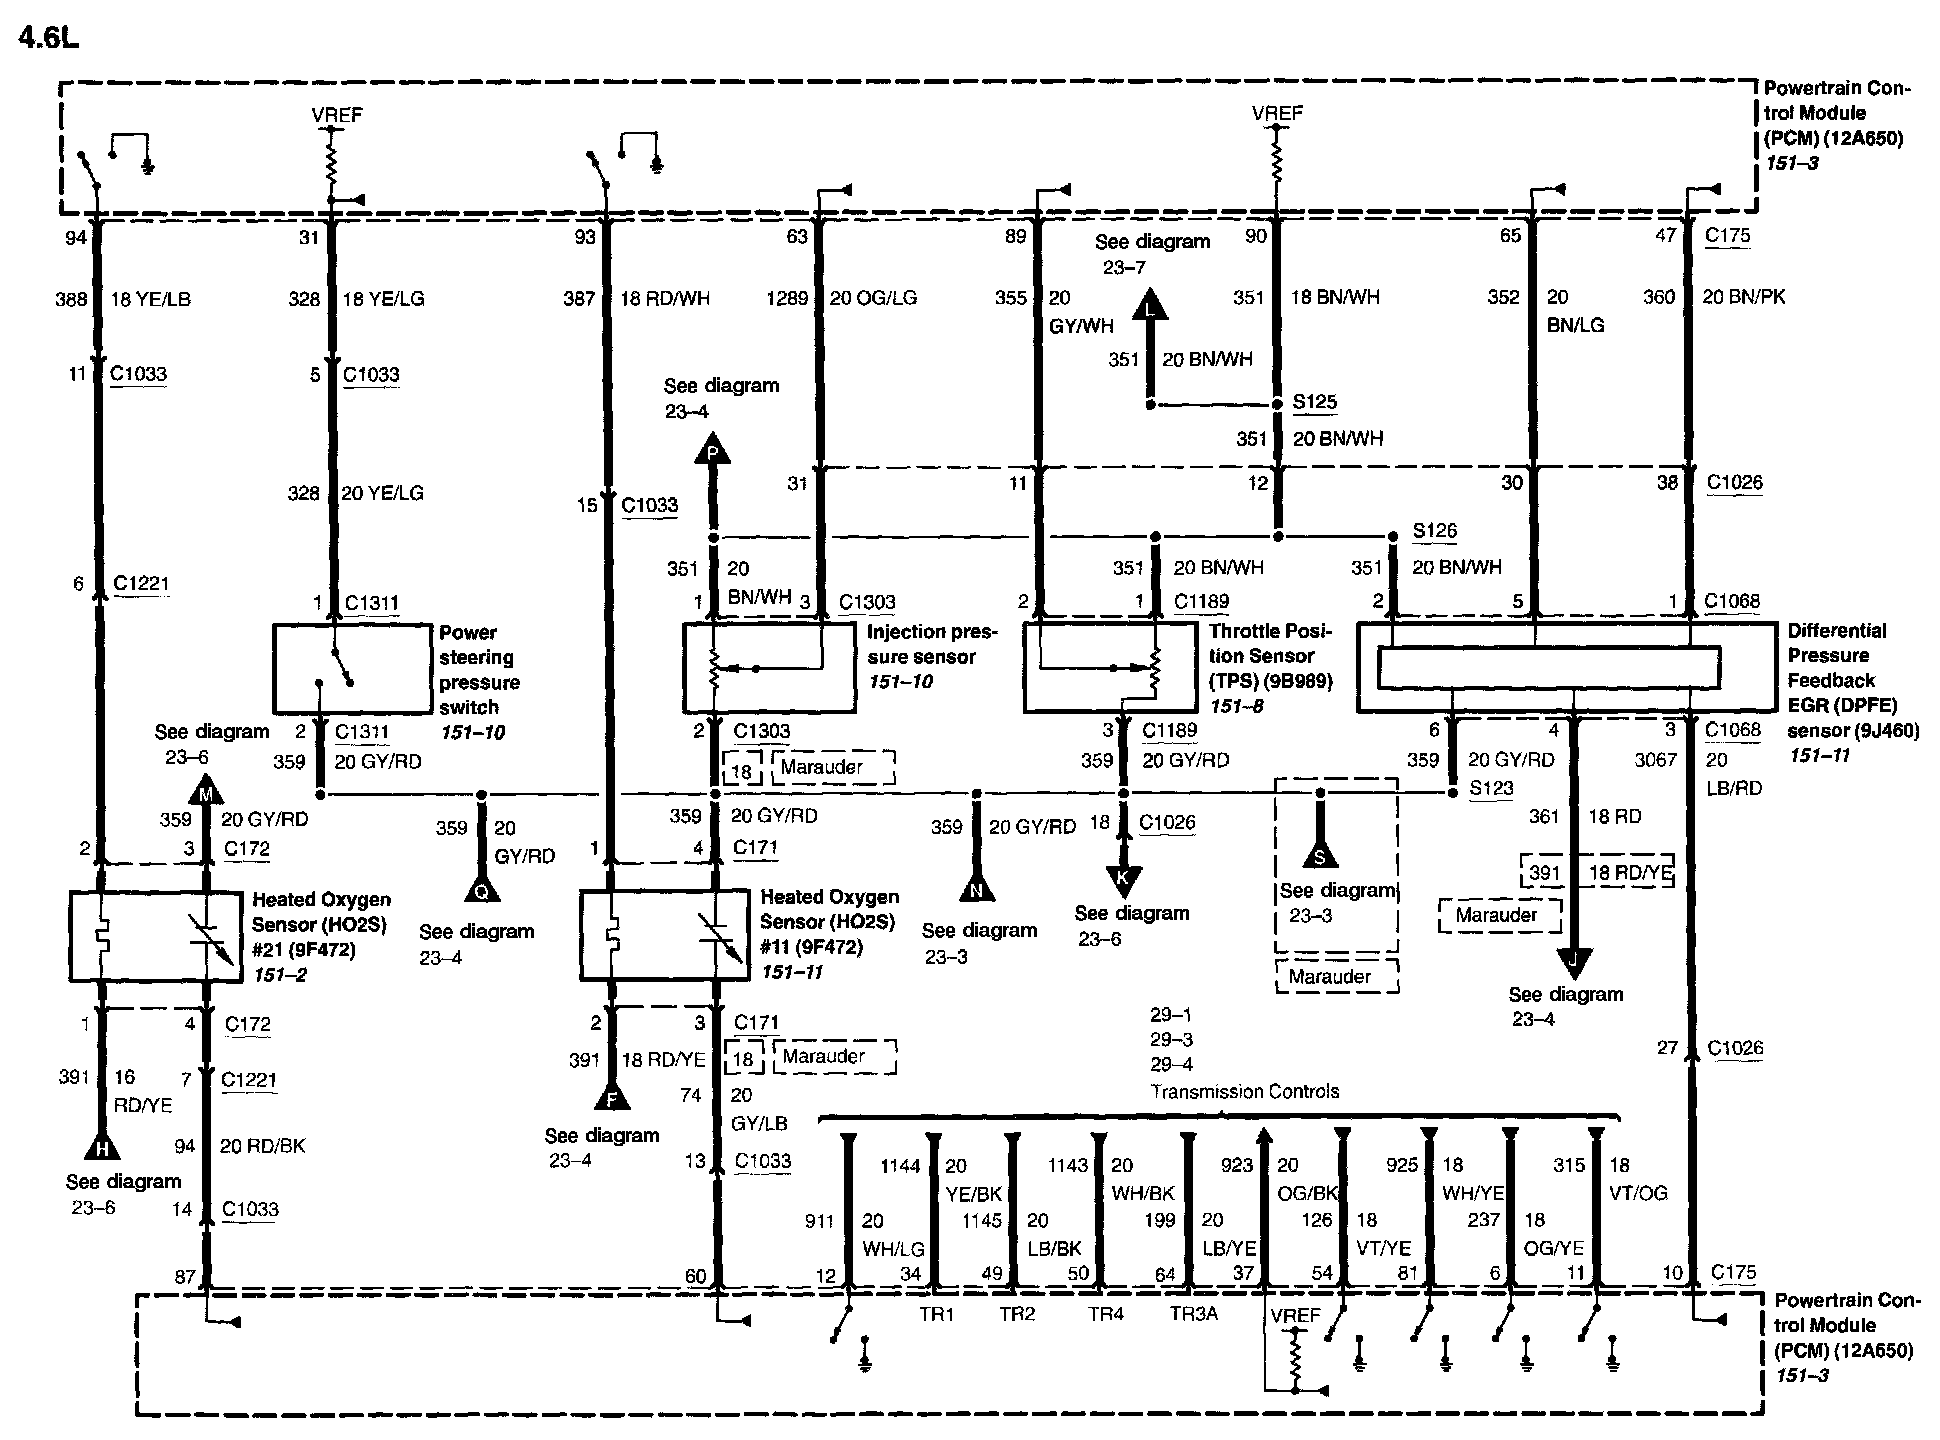 4.6L
Powertrain Con-
trol Module
(PCM) (12A650)
151–3
VREF
VREF
94
31
93
63
89
90
65
47
C175
See diagram
23–7
L
388
18 YE/LB
328
18 YE/LG
387
18 RD/WH
1289
20 OG/LG
355
20
GY/WH
351
18 BN/WH
352
20
BN/LG
360
20 BN/PK
351
20 BN/WH
11
C1033
5
C1033
See diagram
23–4
P
S125
351
20 BN/WH
328
20 YE/LG
15
C1033
31
11
12
30
38
C1026
S126
6
C1221
351
20
BN/WH
351
20 BN/WH
351
20 BN/WH
1
C1311
1
3
C1303
2
1
C1189
2
5
1
C1068
Power
steering
pressure
switch
151–10
Injection pres-
sure sensor
151–10
Throttle Posi-
tion Sensor
(TPS) (9B989)
151–8
Differential
Pressure
Feedback
EGR (DPFE)
sensor (9J460)
151–11
See diagram
23–6
M
2
C1311
359
20 GY/RD
2
C1303
18
Marauder
3
C1189
359
20 GY/RD
6
4
3
C1068
359
20 GY/RD
3067
20
LB/RD
S123
359
20 GY/RD
359
20
GY/RD
359
20 GY/RD
359
20 GY/RD
18
C1026
361
18 RD
2
3
C172
1
4
C171
391
18 RD/YE
Marauder
Q
See diagram
23–4
N
See diagram
23–3
K
See diagram
23–6
S
See diagram
23–3
Marauder
J
See diagram
23–4
Heated Oxygen
Sensor (HO2S)
#21 (9F472)
151–2
Heated Oxygen
Sensor (HO2S)
#11 (9F472)
151–11
1
4
C172
2
3
C171
391
18 RD/YE
18
Marauder
391
16
RD/YE
7
C1221
F
See diagram
23–4
74
20
GY/LB
29–1
29–3
29–4
Transmission Controls
27
C1026
H
See diagram
23–6
94
20 RD/BK
13
C1033
14
C1033
1144
20
YE/BK
1143
20
WH/BK
923
20
OG/BK
925
18
WH/YE
315
18
VT/OG
911
20
WH/LG
1145
20
LB/BK
199
20
LB/YE
126
18
VT/YE
237
18
OG/YE
87
60
12
34
49
50
64
37
54
81
6
11
10
C175
TR1
TR2
TR4
TR3A
VREF
Powertrain Con-
trol Module
(PCM) (12A650)
151–3